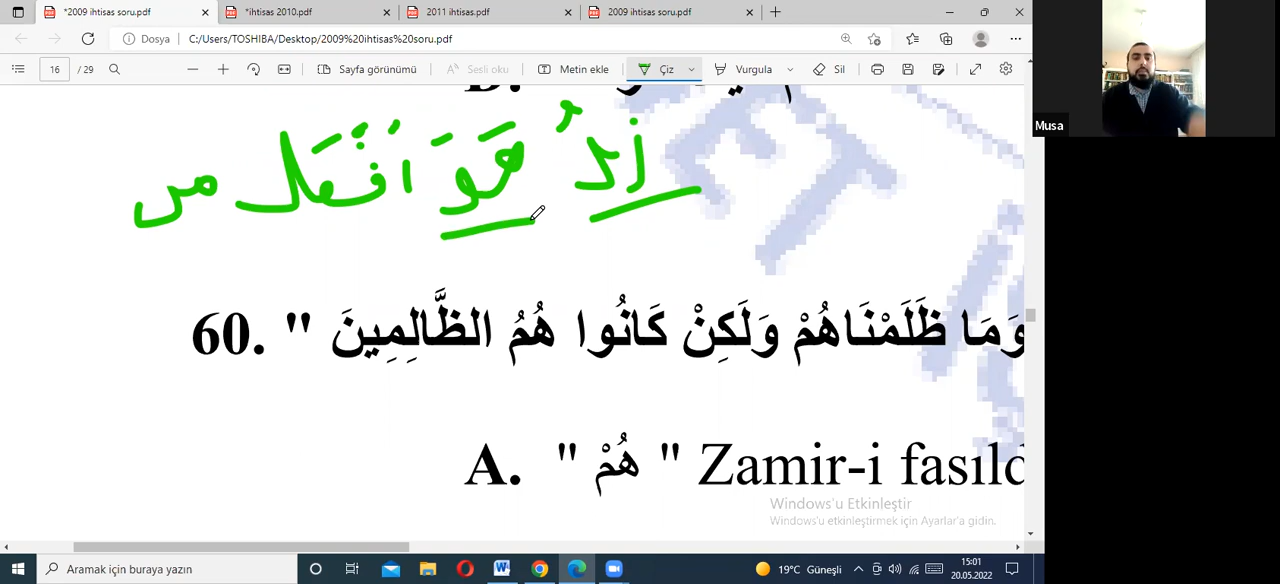 *2009 ihtisas soru.pdf
*ihtisas 2010.pdf
2011 ihtisas.pdf
2009 ihtisas soru.pdf
Dosya
C:/Users/TOSHIBA/Desktop/2009%20ihtisas%20soru.pdf
16 / 29
Sayfa görünümü
Sesli oku
Metin ekle
Çiz
Vurgula
Sil
Musa
هَوَ
60. " وَمَا ظَلَمْنَاهُمْ وَلَكِنْ كَانُوا هُمُ الظَّالِمِينَ
A. " هُمْ " Zamir-i fasıld
Windows'u Etkinleştir
Windows'u etkinleştirmek için Ayarlar'a gidin.
Aramak için buraya yazın
19°C Güneşli
15:01
20.05.2022